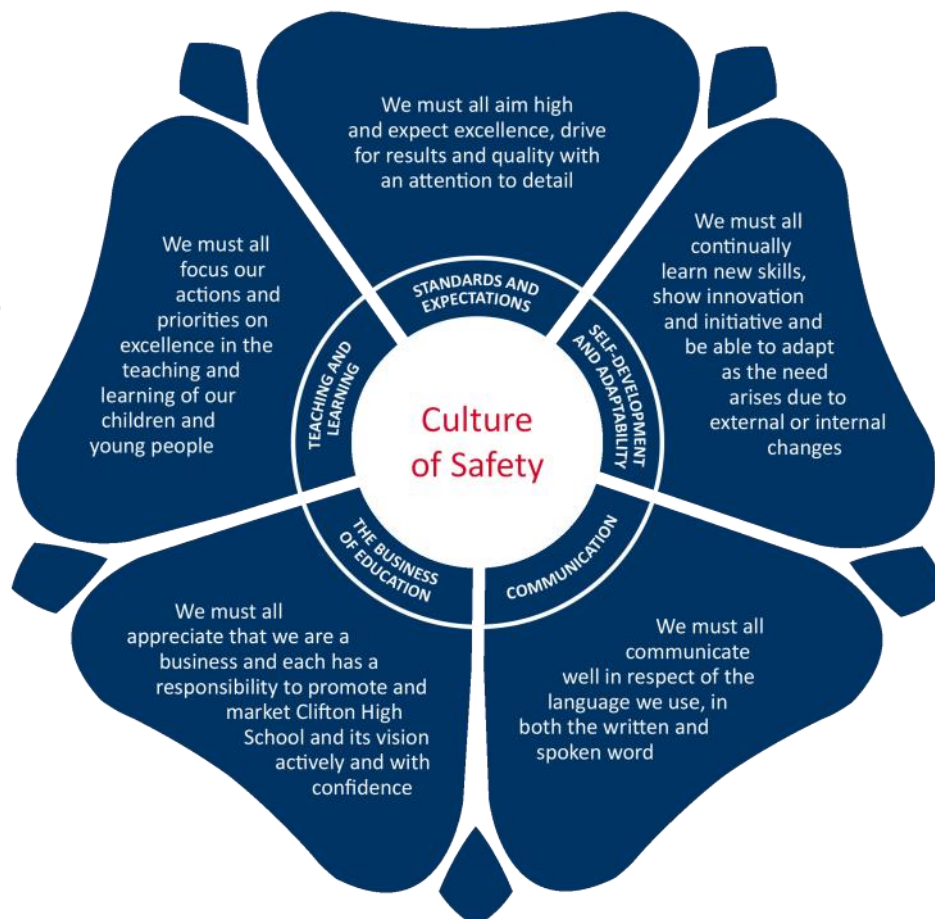 We must all aim high
and expect excellence, drive
for results and quality with
an attention to detail
STANDARDS AND
EXPECTATIONS
We must all
continually
learn new skills,
show innovation
and initiative and
be able to adapt
as the need
arises due to
external or internal
changes
SELF-DEVELOPMENT
AND ADAPTABILITY
We must all
communicate
well in respect of the
language we use, in
both the written and
spoken word
COMMUNICATION
We must all
appreciate that we are a
business and each has a
responsibility to promote and
market Clifton High
School and its vision
actively and with
confidence
THE BUSINESS
OF EDUCATION
We must all
focus our
actions and
priorities on
excellence in the
teaching and
learning of our
children and
young people
TEACHING AND
LEARNING
Culture
of Safety